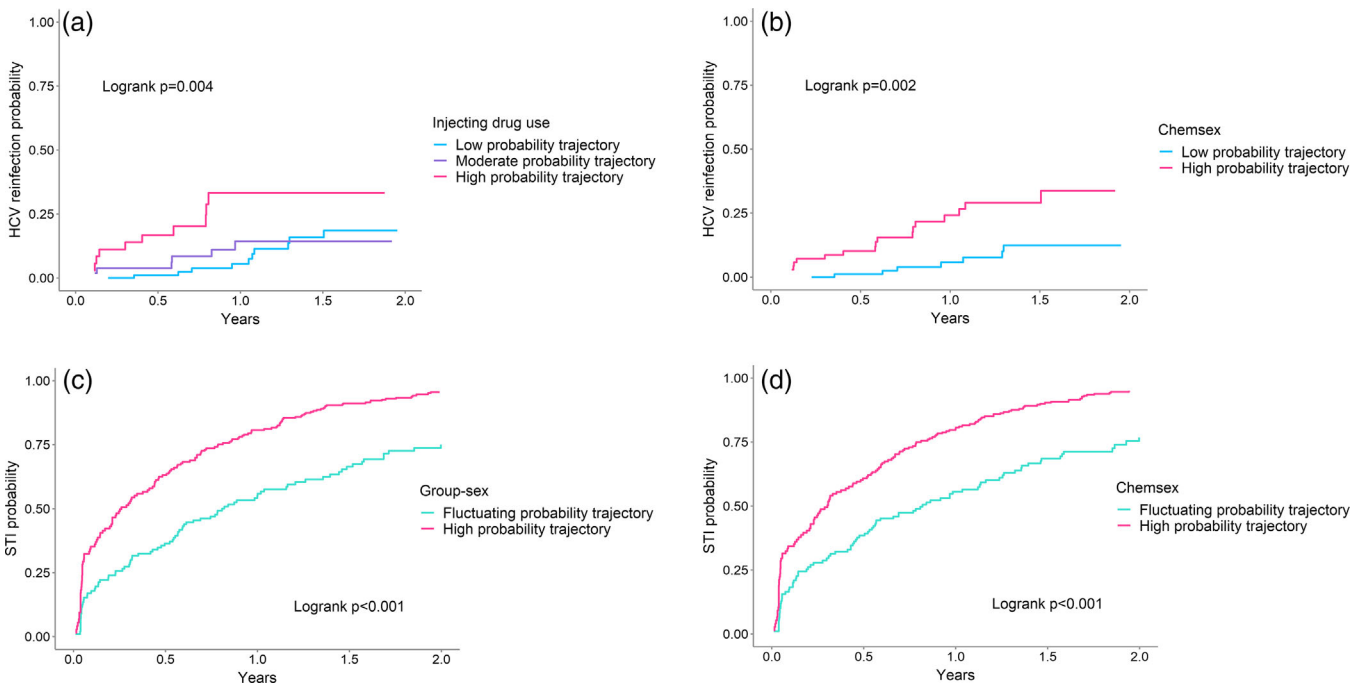 (a)
HCV reinfection probability
1.00
0.75
0.50
0.25
0.00
Logrank p=0.004
Injecting drug use
Low probability trajectory
Moderate probability trajectory
High probability trajectory
0.0 0.5 1.0 1.5 2.0
Years
(b)
HCV reinfection probability
1.00
0.75
0.50
0.25
0.00
Logrank p=0.002
Chemsex
Low probability trajectory
High probability trajectory
0.0 0.5 1.0 1.5 2.0
Years
(c)
STI probability
1.00
0.75
0.50
0.25
0.00
Group-sex
Fluctuating probability trajectory
High probability trajectory
Logrank p<0.001
0.0 0.5 1.0 1.5 2.0
Years
(d)
STI probability
1.00
0.75
0.50
0.25
0.00
Chemsex
Fluctuating probability trajectory
High probability trajectory
Logrank p<0.001
0.0 0.5 1.0 1.5 2.0
Years